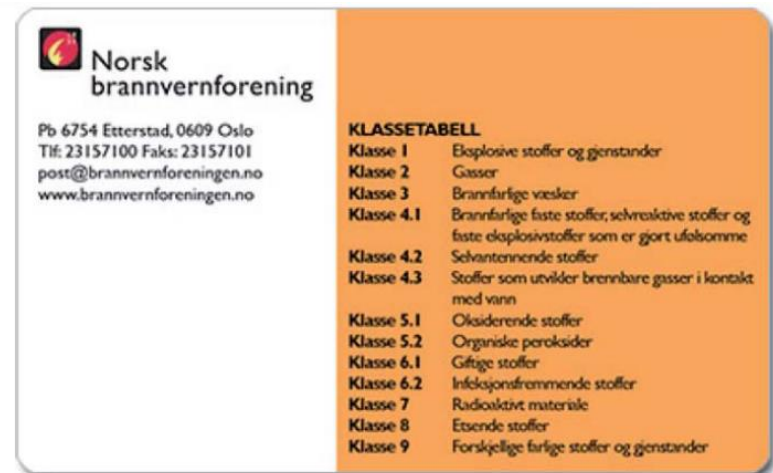 Norsk
brannvernforening
Pb 6754 Etterstad, 0609 Oslo
Tlf: 23157100 Faks: 23157101
post@brannvernforeningen.no
www.brannvernforeningen.no
KLASSETABELL
Klasse 1 Eksplosive stoffer og gjenstander
Klasse 2 Gasser
Klasse 3 Brannfarlige væsker
Klasse 4.1 Brannfarlige faste stoffer, selvreaktive stoffer og
faste eksplosivstoffer som er gjort ufølsomme
Klasse 4.2 Selvantennende stoffer
Klasse 4.3 Stoffer som utvikler brennbare gasser i kontakt
med vann
Klasse 5.1 Oksiderende stoffer
Klasse 5.2 Organiske peroksider
Klasse 6.1 Giftige stoffer
Klasse 6.2 Infeksjonsfremmende stoffer
Klasse 7 Radioaktivt materiale
Klasse 8 Etsende stoffer
Klasse 9 Forskjellige farlige stoffer og gjenstander